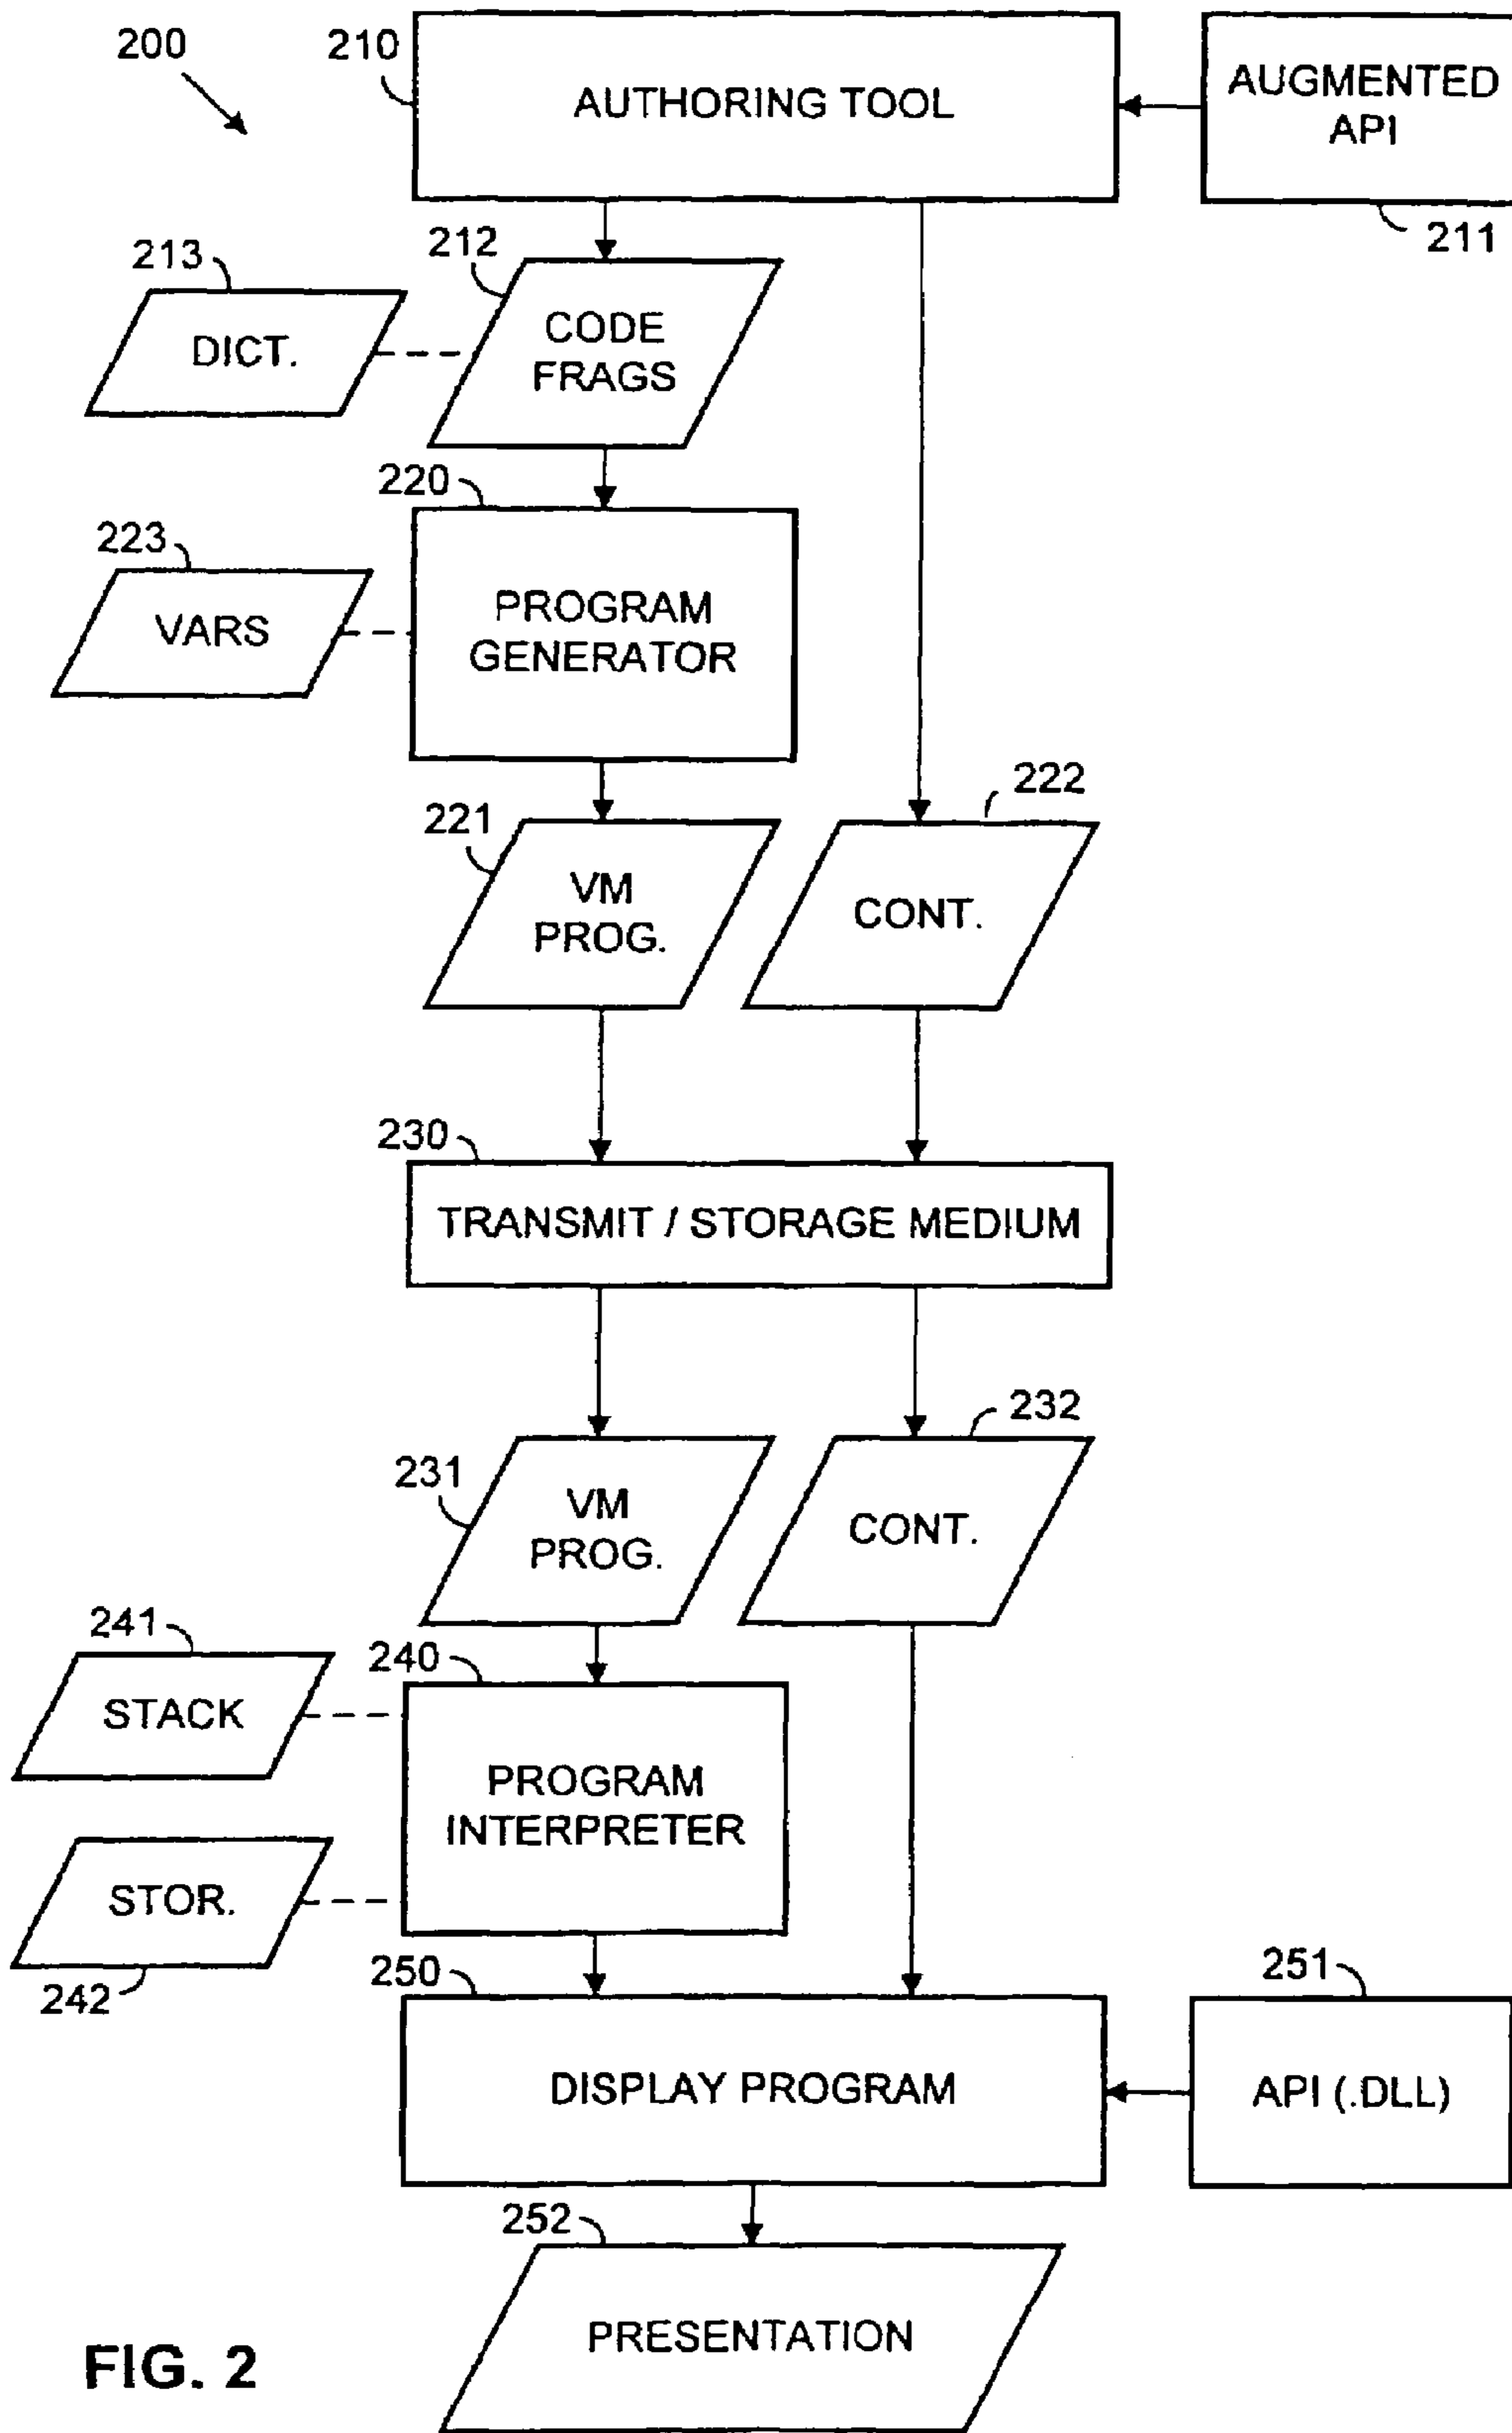 200
210
AUTHORING TOOL
AUGMENTED
API
211
213
212
DICT.
CODE
FRAGS
220
223
VARS
PROGRAM
GENERATOR
222
221
VM
PROG.
CONT.
230
TRANSMIT / STORAGE MEDIUM
232
231
VM
PROG.
CONT.
241
240
STACK
PROGRAM
INTERPRETER
STOR.
242
250
251
DISPLAY PROGRAM
API (.DLL)
252
PRESENTATION
FIG. 2